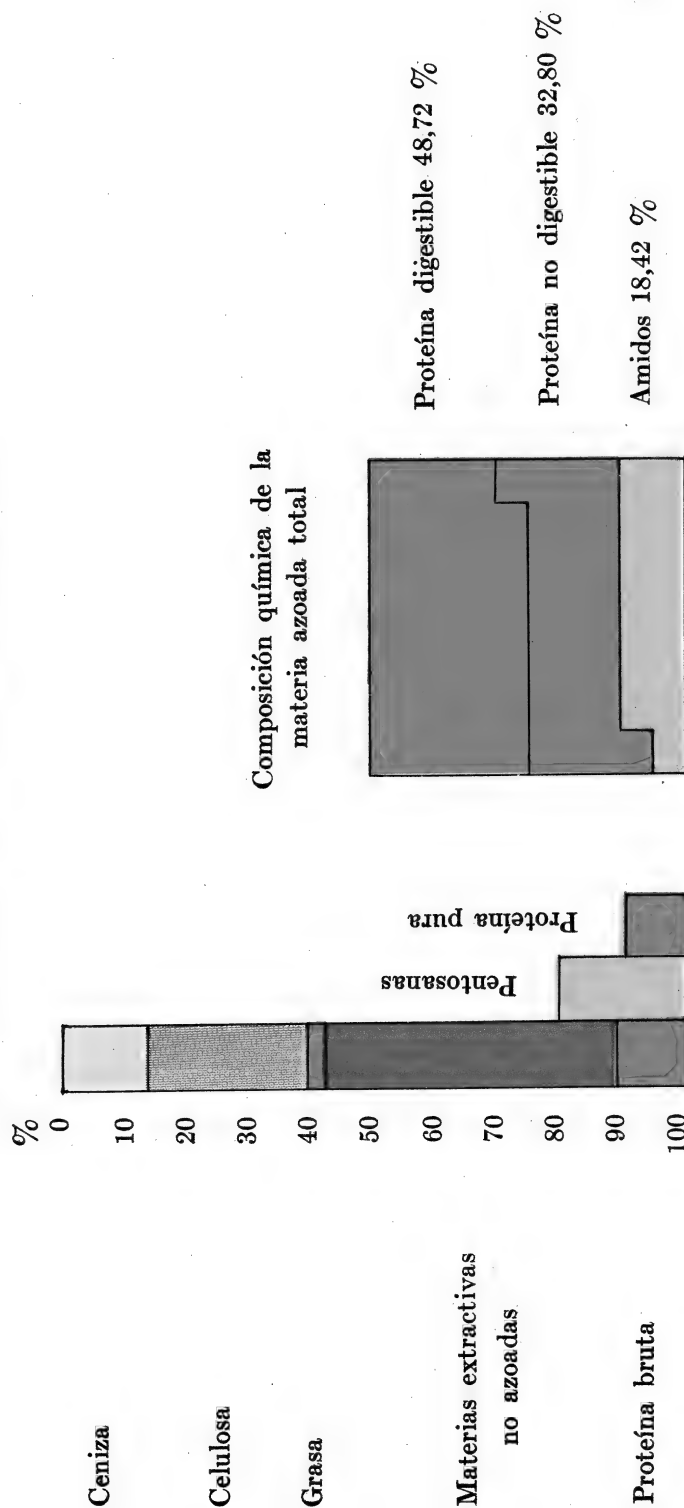 Ceniza
Celulosa
Grasa
Materias extractivas
no azoadas
Proteína bruta
%
0
10
20
30
40
50
60
70
80
90
100
Pentosanas
Proteína pura
Composición química de la
materia azoada total
Proteína digestible 48,72 %
Proteína no digestible 32,80 %
Amidos 18,42 %